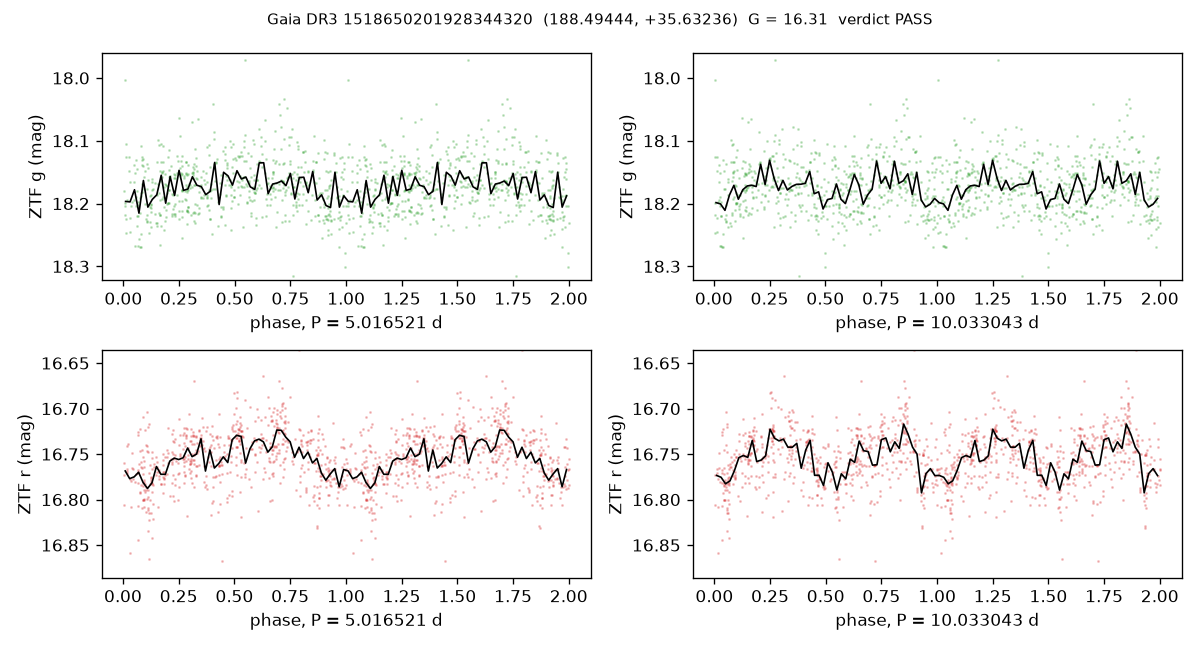 Gaia DR3 1518650201928344320 (188.49444, +35.63236) G = 16.31 verdict PASS
ZTF g (mag)
18.0
18.1
18.2
18.3
0.00 0.25 0.50 0.75 1.00 1.25 1.50 1.75 2.00
phase, P = 5.016521 d
ZTF g (mag)
18.0
18.1
18.2
18.3
0.00 0.25 0.50 0.75 1.00 1.25 1.50 1.75 2.00
phase, P = 10.033043 d
ZTF r (mag)
16.65
16.70
16.75
16.80
16.85
0.00 0.25 0.50 0.75 1.00 1.25 1.50 1.75 2.00
phase, P = 5.016521 d
ZTF r (mag)
16.65
16.70
16.75
16.80
16.85
0.00 0.25 0.50 0.75 1.00 1.25 1.50 1.75 2.00
phase, P = 10.033043 d